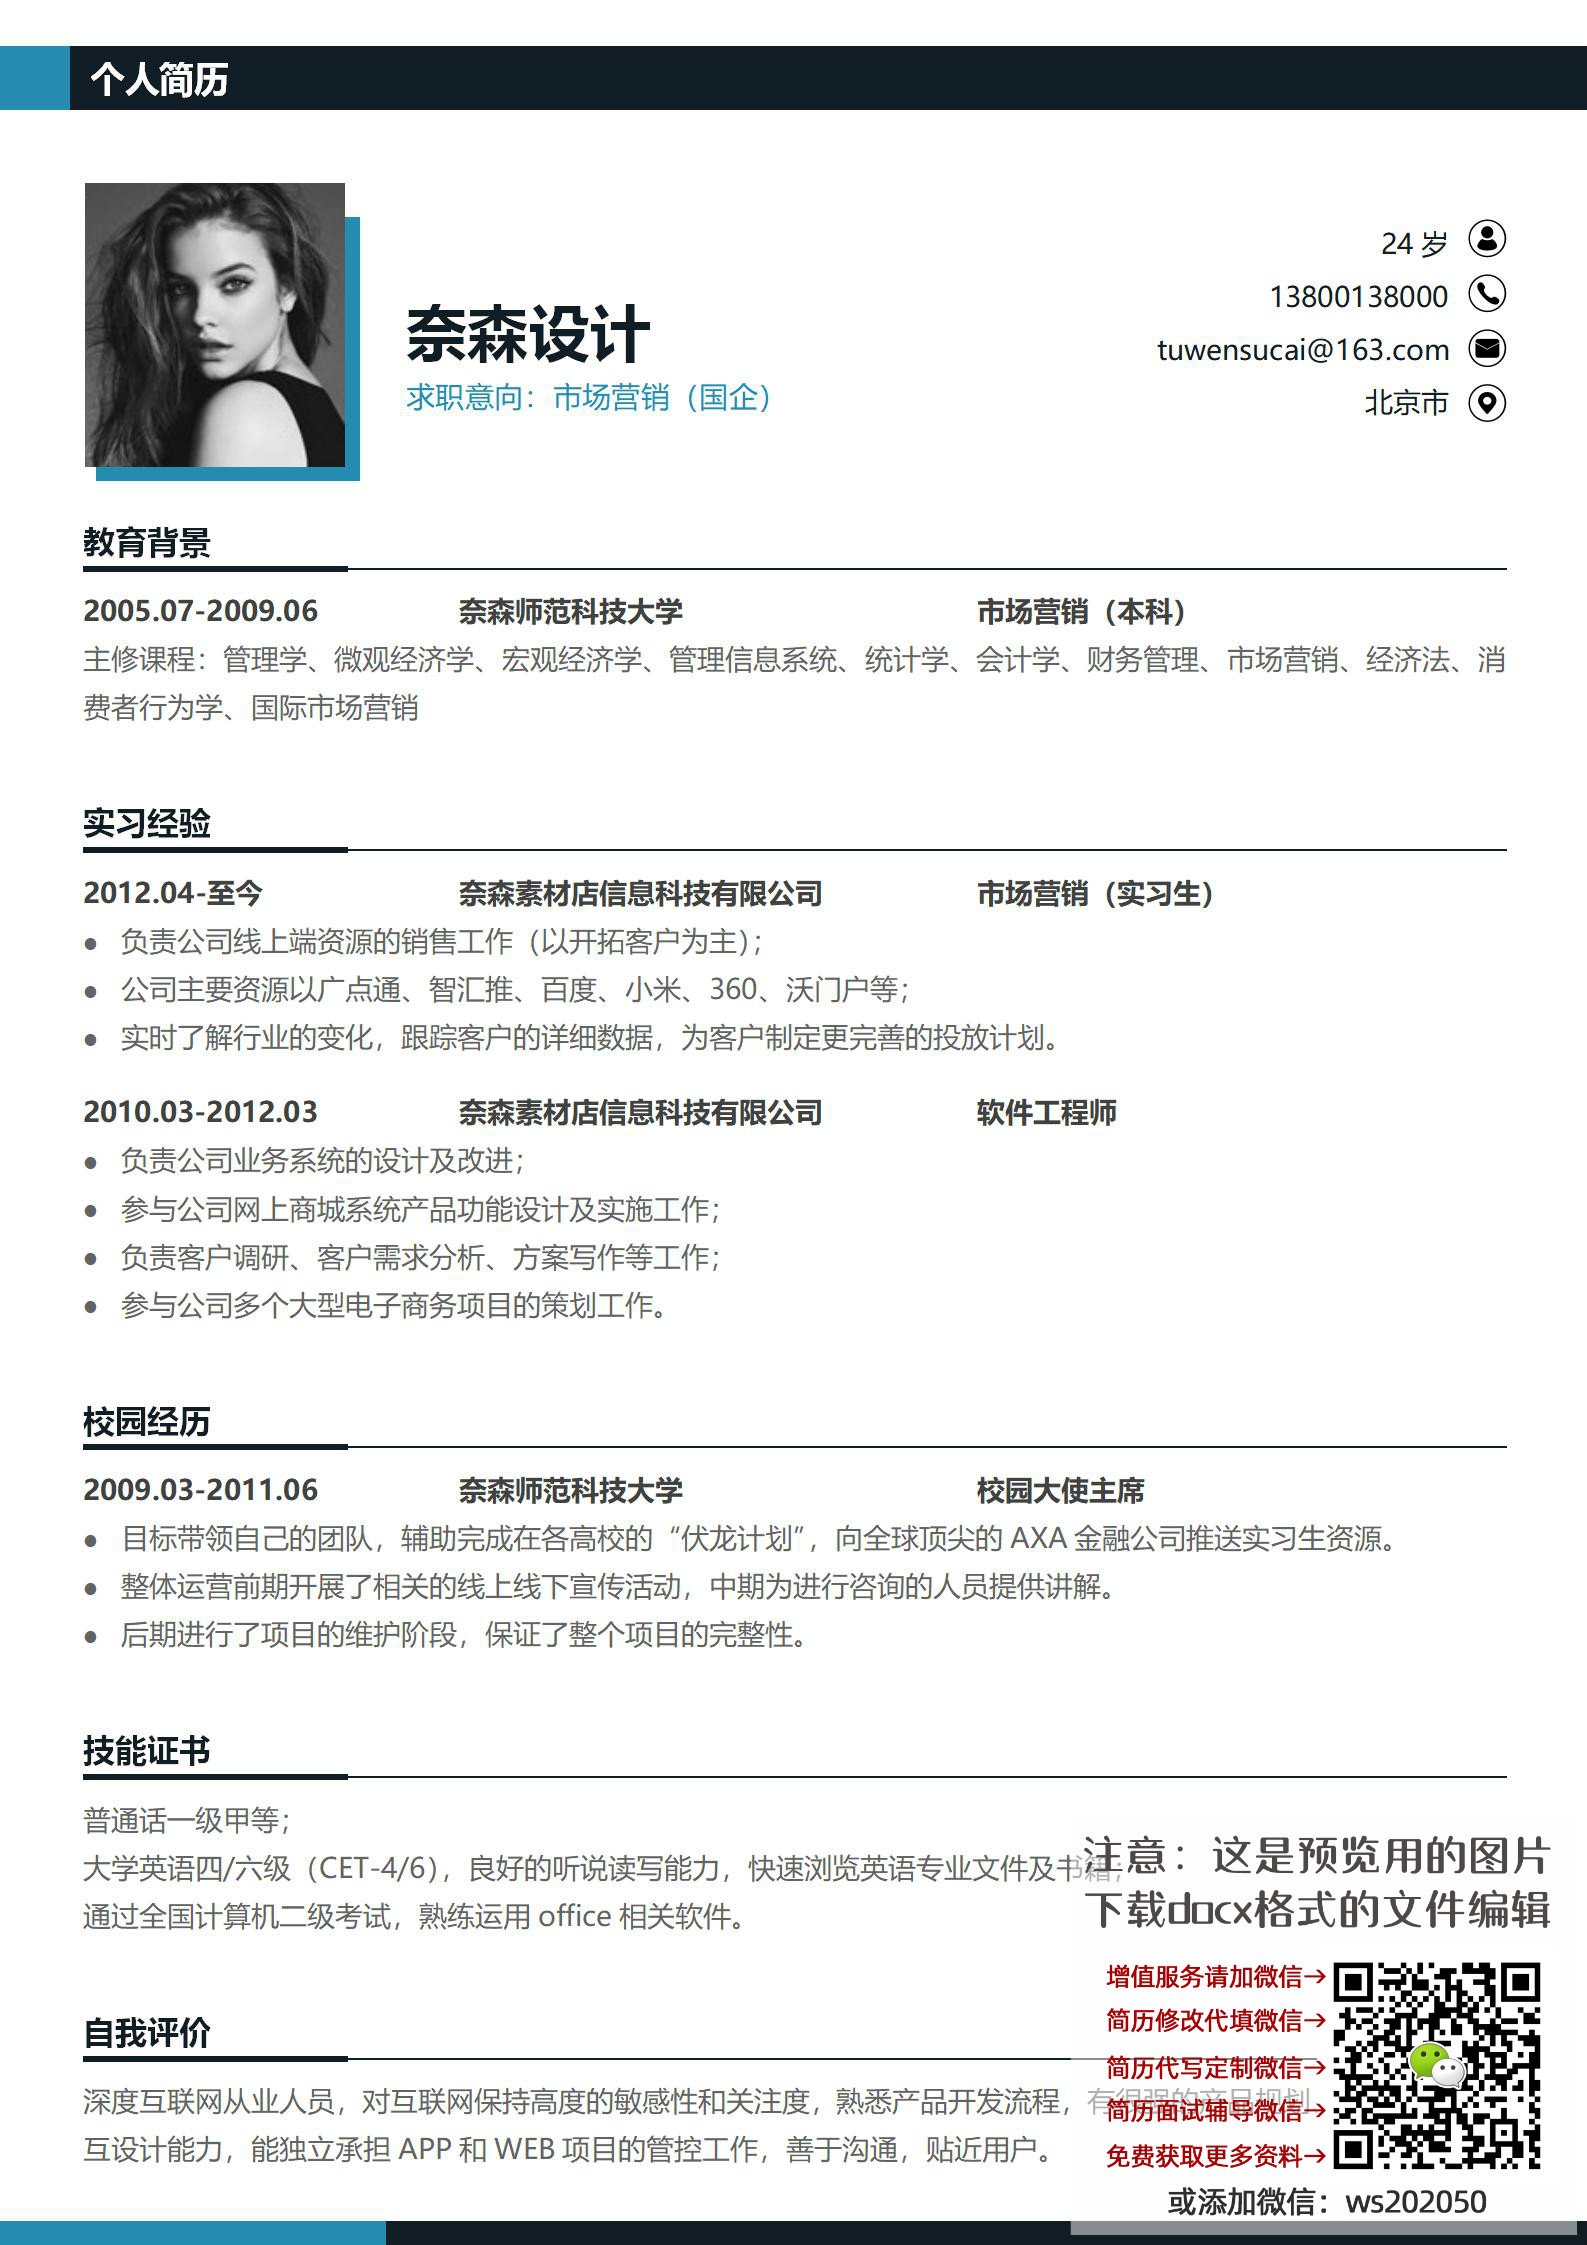 个人简历
24 岁
13800138000
奈森设计
tuwensucai@163.com
求职意向：市场营销（国企）
北京市
教育背景
2005.07-2009.06 奈森师范科技大学 市场营销（本科）
主修课程：管理学、微观经济学、宏观经济学、管理信息系统、统计学、会计学、财务管理、市场营销、经济法、消
费者行为学、国际市场营销
实习经验
2012.04-至今 奈森素材店信息科技有限公司 市场营销（实习生）
● 负责公司线上端资源的销售工作（以开拓客户为主）；
● 公司主要资源以广点通、智汇推、百度、小米、360、沃门户等；
● 实时了解行业的变化，跟踪客户的详细数据，为客户制定更完善的投放计划。
2010.03-2012.03 奈森素材店信息科技有限公司 软件工程师
● 负责公司业务系统的设计及改进；
● 参与公司网上商城系统产品功能设计及实施工作；
● 负责客户调研、客户需求分析、方案写作等工作；
● 参与公司多个大型电子商务项目的策划工作。
校园经历
2009.03-2011.06 奈森师范科技大学 校园大使主席
● 目标带领自己的团队，辅助完成在各高校的“伏龙计划”，向全球顶尖的 AXA 金融公司推送实习生资源。
● 整体运营前期开展了相关的线上线下宣传活动，中期为进行咨询的人员提供讲解。
● 后期进行了项目的维护阶段，保证了整个项目的完整性。
技能证书
普通话一级甲等；
大学英语四/六级（CET-4/6），良好的听说读写能力，快速浏览英语专业文件及书籍；
通过全国计算机二级考试，熟练运用 office 相关软件。
注意：这是预览用的图片
下载docx格式的文件编辑
增值服务请加微信→
简历修改代填微信→
简历代写定制微信→
简历面试辅导微信→
免费获取更多资料→
或添加微信：ws202050
自我评价
深度互联网从业人员，对互联网保持高度的敏感性和关注度，熟悉产品开发流程，有很强的产品规划
互设计能力，能独立承担 APP 和 WEB 项目的管控工作，善于沟通，贴近用户。